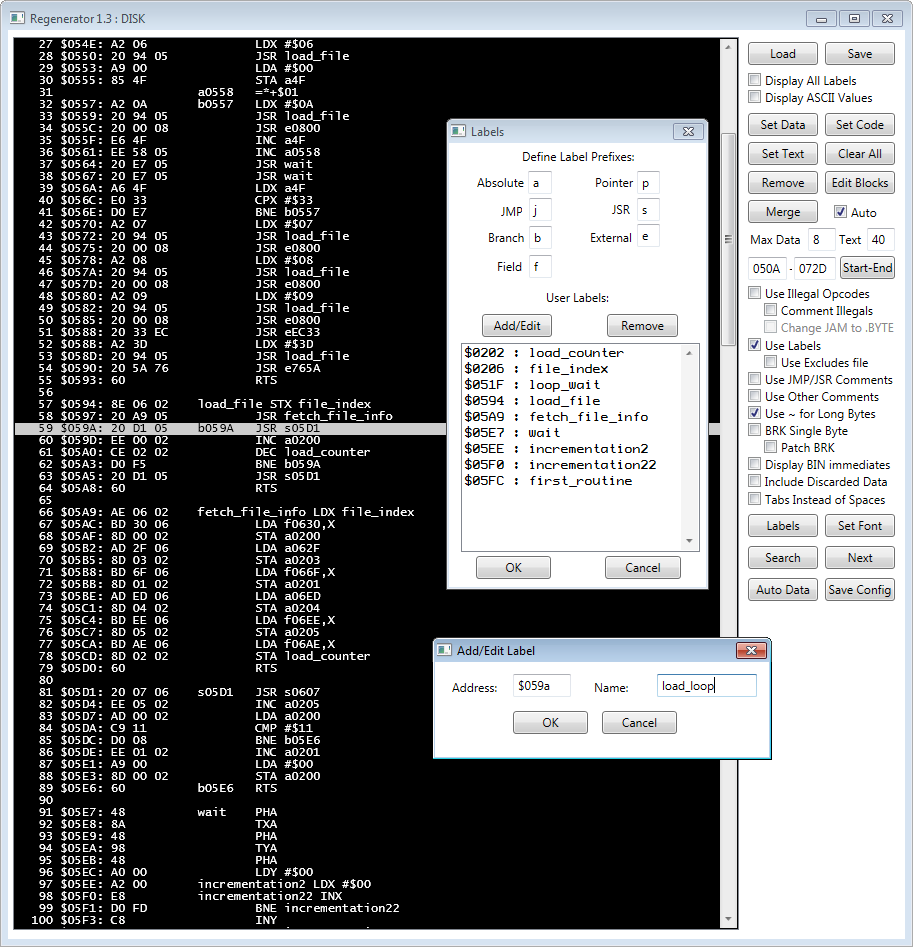 Regenerator 1.3 : DISK
27 $054E: A2 06 LDX #$06
28 $0550: 20 94 05 JSR load_file
29 $0553: A9 00 LDA #$00
30 $0555: 85 4F STA a4F
31 a0558 =*+$01
32 $0557: A2 0A b0557 LDX #$0A
33 $0559: 20 94 05 JSR load_file
34 $055C: 20 00 08 JSR e0800
35 $055F: E6 4F INC a4F
36 $0561: EE 58 05 INC a0558
37 $0564: 20 E7 05 JSR wait
38 $0567: 20 E7 05 JSR wait
39 $056A: A6 4F LDX a4F
40 $056C: E0 33 CPX #$33
41 $056E: D0 E7 BNE b0557
42 $0570: A2 07 LDX #$07
43 $0572: 20 94 05 JSR load_file
44 $0575: 20 00 08 JSR e0800
45 $0578: A2 08 LDX #$08
46 $057A: 20 94 05 JSR load_file
47 $057D: 20 00 08 JSR e0800
48 $0580: A2 09 LDX #$09
49 $0582: 20 94 05 JSR load_file
50 $0585: 20 00 08 JSR e0800
51 $0588: 20 33 EC JSR eEC33
52 $058B: A2 3D LDX #$3D
53 $058D: 20 94 05 JSR load_file
54 $0590: 20 5A 76 JSR e765A
55 $0593: 60 RTS
56
57 $0594: 8E 06 02 load_file STX file_index
58 $0597: 20 A9 05 JSR fetch_file_info
59 $059A: 20 D1 05 b059A JSR s05D1
60 $059D: EE 00 02 INC a0200
61 $05A0: CE 02 02 DEC load_counter
62 $05A3: D0 F5 BNE b059A
63 $05A5: 20 D1 05 JSR s05D1
64 $05A8: 60 RTS
65
66 $05A9: AE 06 02 fetch_file_info LDX file_index
67 $05AC: BD 30 06 LDA f0630,X
68 $05AF: 8D 00 02 STA a0200
69 $05B2: AD 2F 06 LDA a062F
70 $05B5: 8D 03 02 STA a0203
71 $05B8: BD 6F 06 LDA f066F,X
72 $05BB: 8D 01 02 STA a0201
73 $05BE: AD ED 06 LDA a06ED
74 $05C1: 8D 04 02 STA a0204
75 $05C4: BD EE 06 LDA f06EE,X
76 $05C7: 8D 05 02 STA a0205
77 $05CA: BD AE 06 LDA f06AE,X
78 $05CD: 8D 02 02 STA load_counter
79 $05D0: 60 RTS
80
81 $05D1: 20 07 06 s05D1 JSR s0607
82 $05D4: EE 05 02 INC a0205
83 $05D7: AD 00 02 LDA a0200
84 $05DA: C9 11 CMP #$11
85 $05DC: D0 08 BNE b05E6
86 $05DE: EE 01 02 INC a0201
87 $05E1: A9 00 LDA #$00
88 $05E3: 8D 00 02 STA a0200
89 $05E6: 60 b05E6 RTS
90
91 $05E7: 48 wait PHA
92 $05E8: 8A TXA
93 $05E9: 48 PHA
94 $05EA: 98 TYA
95 $05EB: 48 PHA
96 $05EC: A0 00 LDY #$00
97 $05EE: A2 00 incrementation2 LDX #$00
98 $05F0: E8 incrementation22 INX
99 $05F1: D0 FD BNE incrementation22
100 $05F3: C8 INY
Labels
Define Label Prefixes:
Absolute a Pointer p
JMP j JSR s
Branch b External e
Field f
User Labels:
Add/Edit Remove
$0202 : load_counter
$0206 : file_index
$051F : loop_wait
$0594 : load_file
$05A9 : fetch_file_info
$05E7 : wait
$05EE : incrementation2
$05F0 : incrementation22
$05FC : first_routine
OK Cancel
Add/Edit Label
Address: $059a Name: load_loop
OK Cancel
Load Save
Display All Labels
Display ASCII Values
Set Data Set Code
Set Text Clear All
Remove Edit Blocks
Merge Auto
Max Data 8 Text 40
050A - 072D Start-End
Use Illegal Opcodes
Comment Illegals
Change JAM to .BYTE
Use Labels
Use Excludes file
Use JMP/JSR Comments
Use Other Comments
Use ~ for Long Bytes
BRK Single Byte
Patch BRK
Display BIN immediates
Include Discarded Data
Tabs Instead of Spaces
Labels Set Font
Search Next
Auto Data Save Config